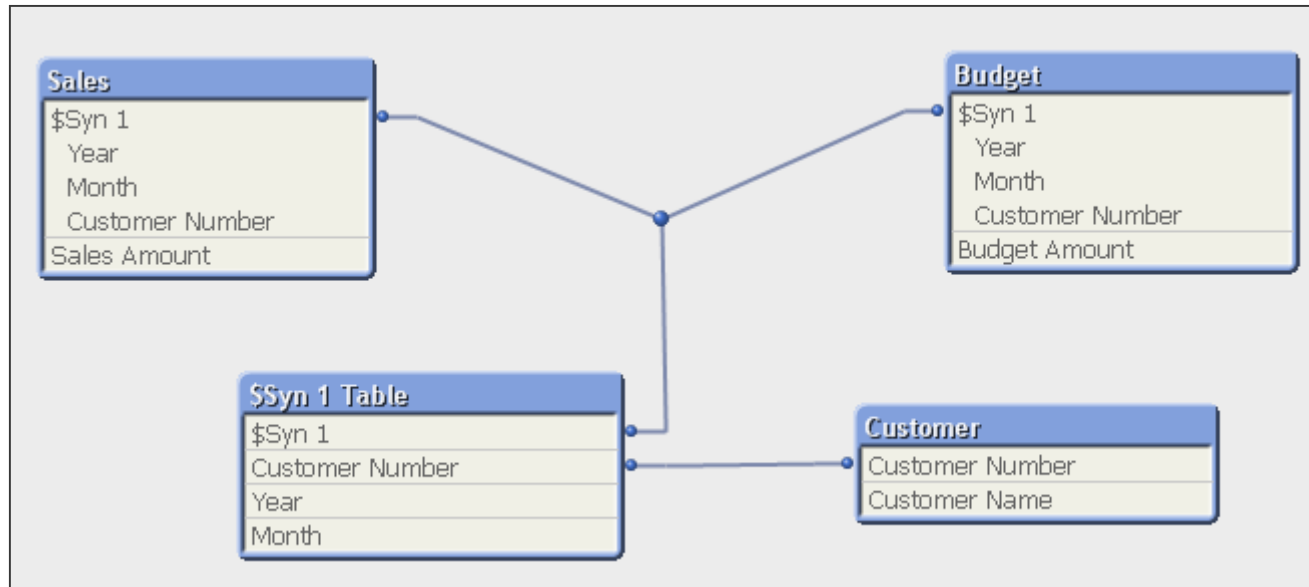 Sales
$Syn 1
Year
Month
Customer Number
Sales Amount
Budget
$Syn 1
Year
Month
Customer Number
Budget Amount
$Syn 1 Table
$Syn 1
Customer Number
Year
Month
Customer
Customer Number
Customer Name